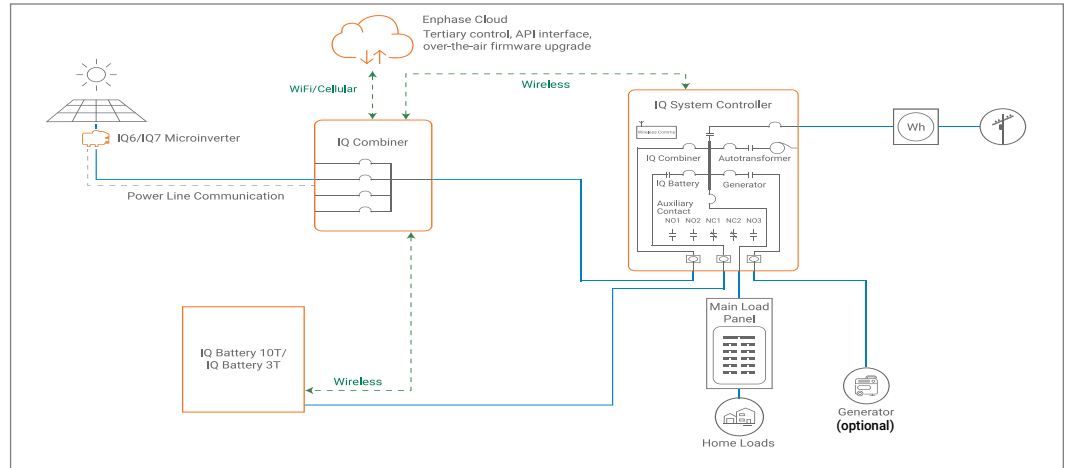 Enphase Cloud
Tertiary control, API interface,
over-the-air firmware upgrade
WiFi/Cellular
Wireless
IQ System Controller
Wireless Comms
Wh
IQ6/IQ7 Microinverter
IQ Combiner
IQ Combiner
Autotransformer
IQ Battery
Generator
Power Line Communication
Auxiliary
Contact
NO1 NO2 NC1 NC2 NO3
Main Load
Panel
IQ Battery 10T/
IQ Battery 3T
Wireless
Home Loads
Generator
(optional)